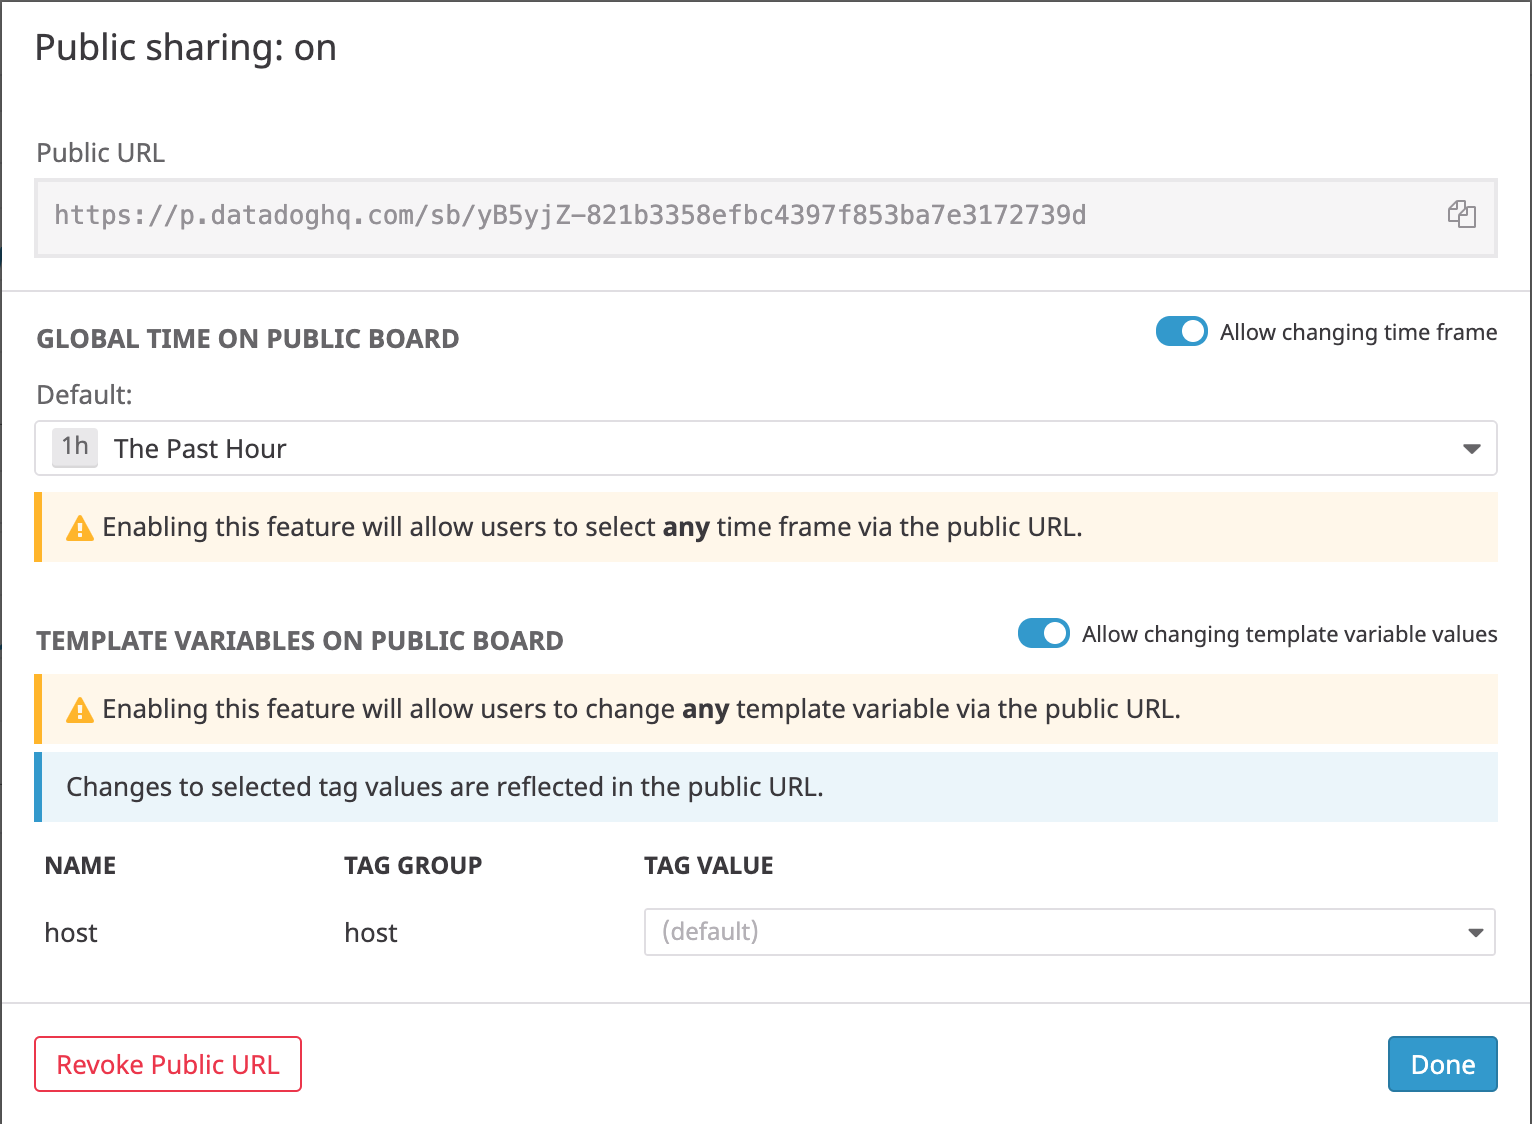 Public sharing: on
Public URL
https://p.datadoghq.com/sb/yB5yjZ-821b3358efbc4397f853ba7e3172739d
GLOBAL TIME ON PUBLIC BOARD
Allow changing time frame
Default:
1h The Past Hour
Enabling this feature will allow users to select any time frame via the public URL.
TEMPLATE VARIABLES ON PUBLIC BOARD
Allow changing template variable values
Enabling this feature will allow users to change any template variable via the public URL.
Changes to selected tag values are reflected in the public URL.
NAME TAG GROUP TAG VALUE
host host (default)
Revoke Public URL
Done